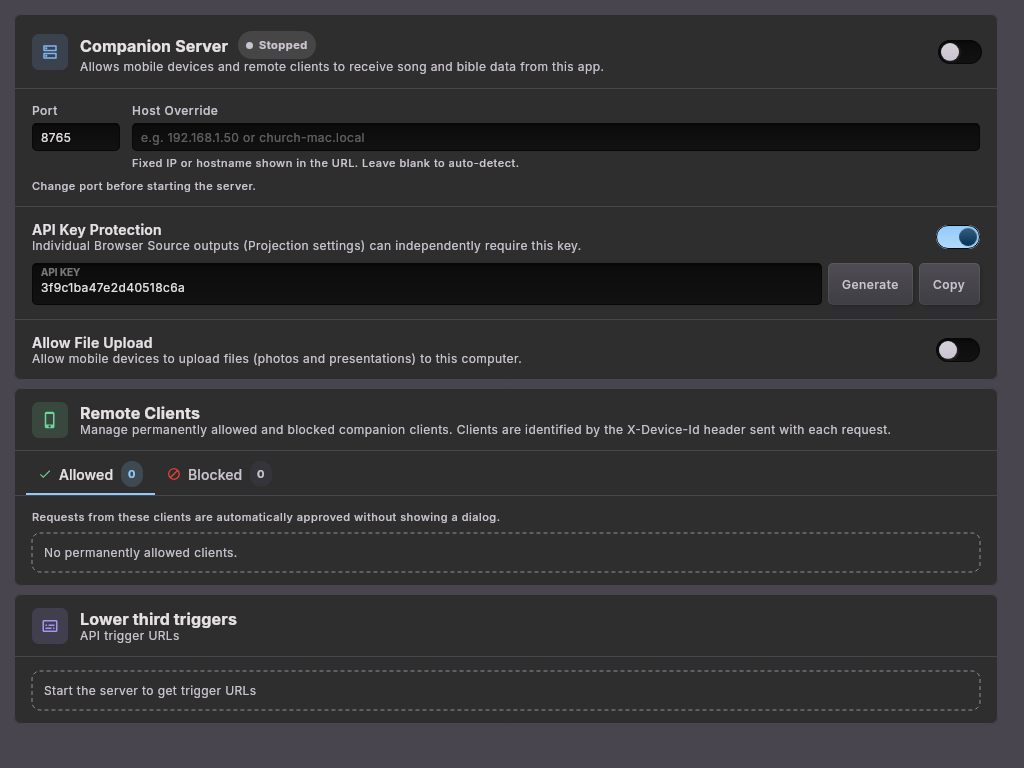 Companion Server
Stopped
Allows mobile devices and remote clients to receive song and bible data from this app.
Port
Host Override
8765
e.g. 192.168.1.50 or church-mac.local
Fixed IP or hostname shown in the URL. Leave blank to auto-detect.
Change port before starting the server.
API Key Protection
Individual Browser Source outputs (Projection settings) can independently require this key.
API KEY
3f9c1ba47e2d40518c6a
Generate
Copy
Allow File Upload
Allow mobile devices to upload files (photos and presentations) to this computer.
Remote Clients
Manage permanently allowed and blocked companion clients. Clients are identified by the X-Device-Id header sent with each request.
Allowed 0
Blocked 0
Requests from these clients are automatically approved without showing a dialog.
No permanently allowed clients.
Lower third triggers
API trigger URLs
Start the server to get trigger URLs